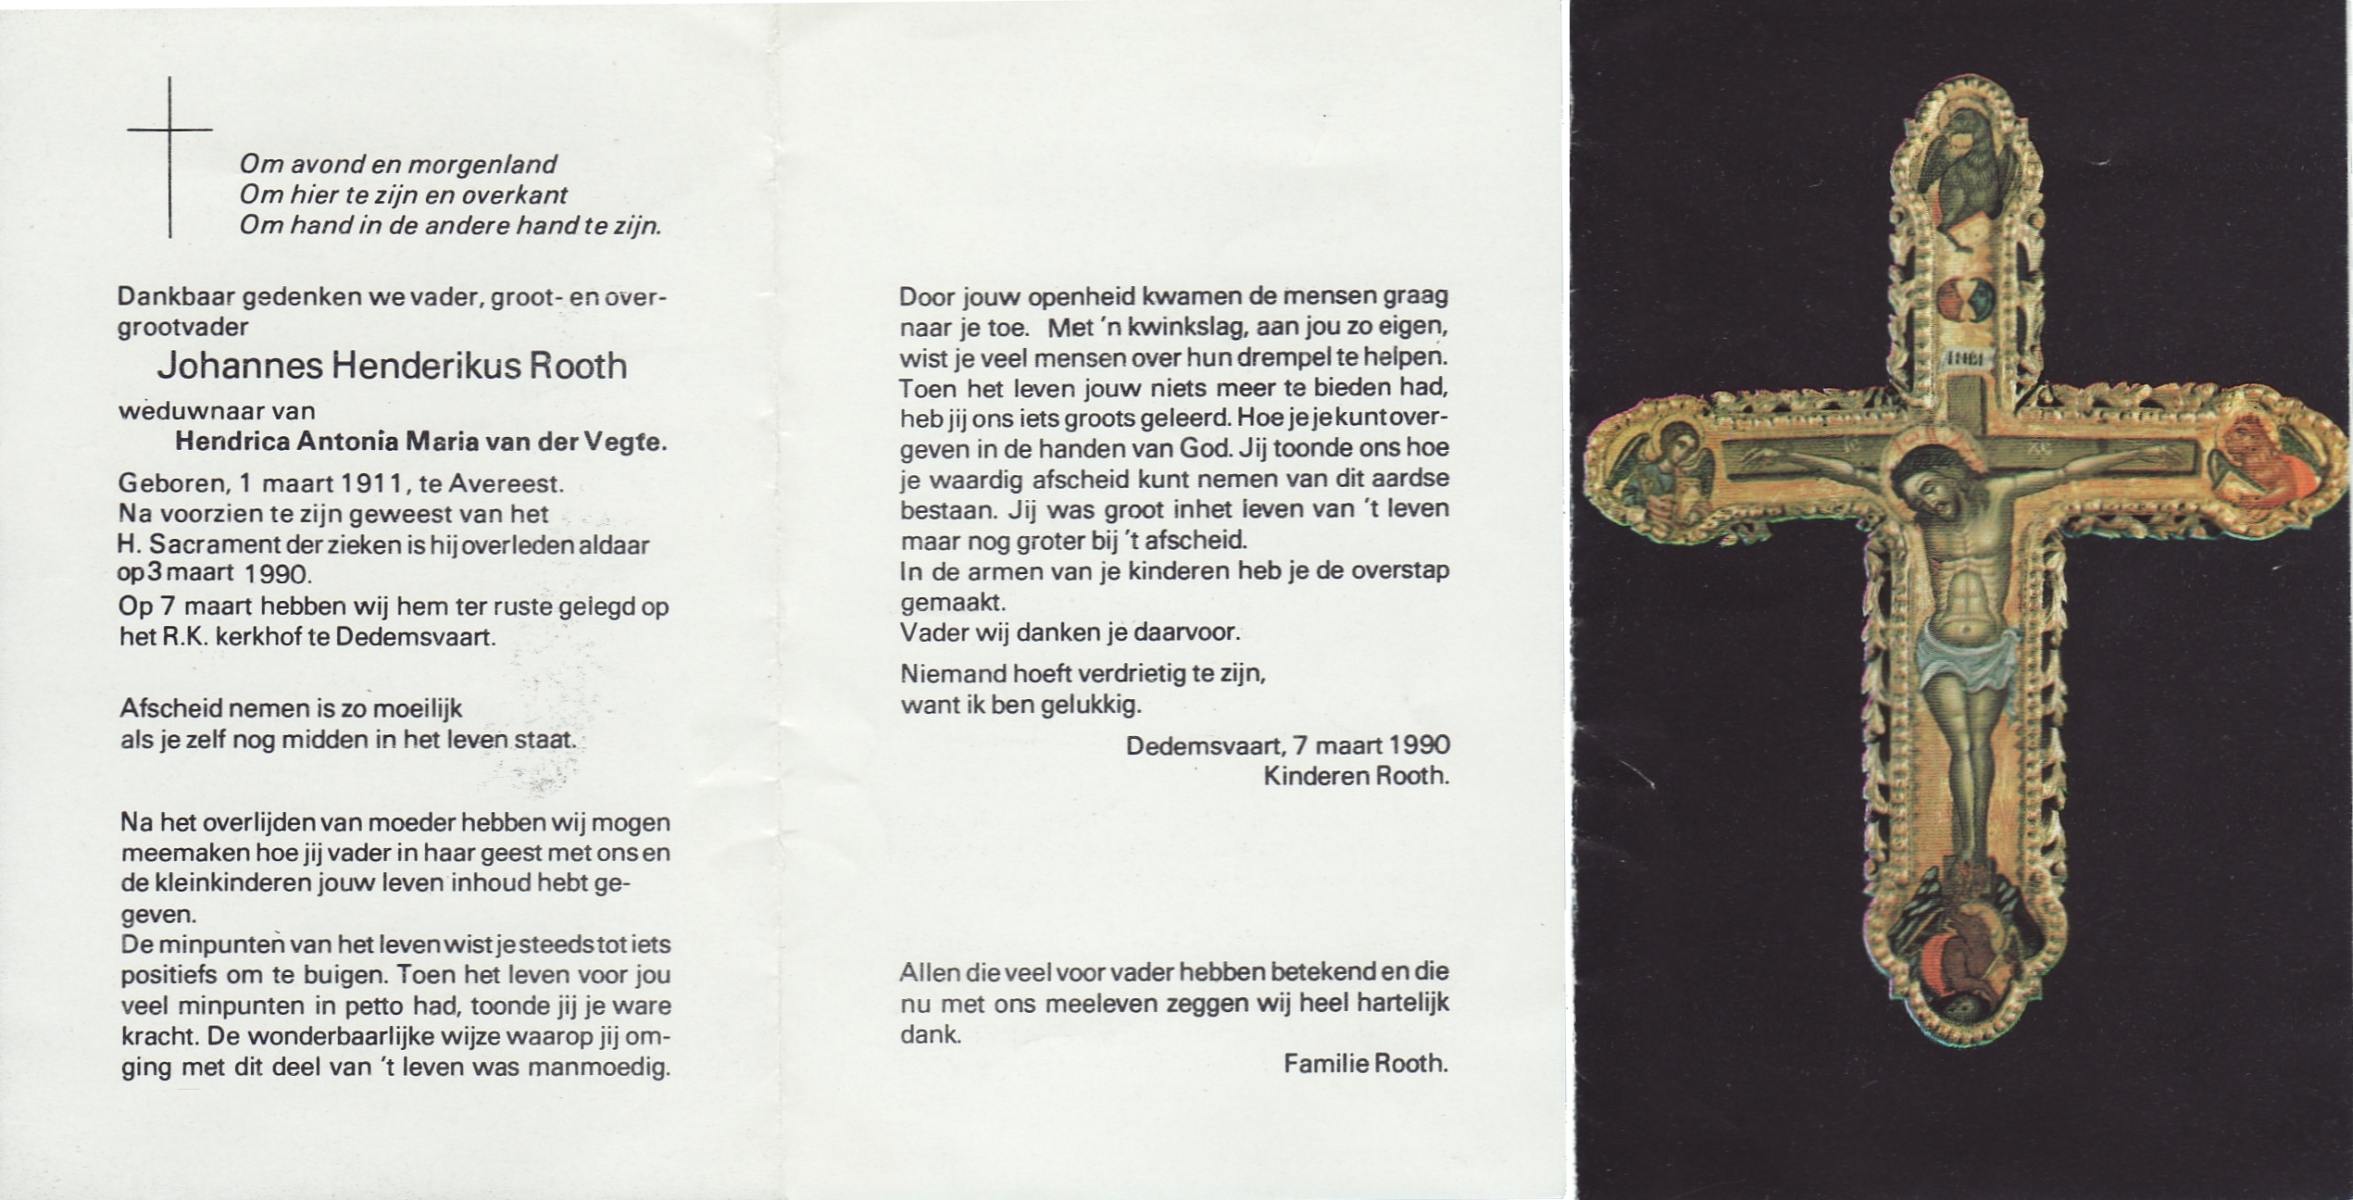 Om avond en morgenland
Om hier te zijn en overkant
Om hand in de andere hand te zijn.
Dankbaar gedenken we vader, groot- en over-
grootvader
Johannes Henderikus Rooth
weduwnaar van
Hendrica Antonia Maria van der Vegte.
Geboren, 1 maart 1911, te Avereest.
Na voorzien te zijn geweest van het
H. Sacrament der zieken is hij overleden aldaar
op 3 maart 1990.
Op 7 maart hebben wij hem ter ruste gelegd op
het R.K. kerkhof te Dedemsvaart.
Afscheid nemen is zo moeilijk
als je zelf nog midden in het leven staat.
Na het overlijden van moeder hebben wij mogen
meemaken hoe jij vader in haar geest met ons en
de kleinkinderen jouw leven inhoud hebt ge-
geven.
De minpunten van het leven wist je steeds tot iets
positiefs om te buigen. Toen het leven voor jou
veel minpunten in petto had, toonde jij je ware
kracht. De wonderbaarlijke wijze waarop jij om-
ging met dit deel van 't leven was manmoedig.
Door jouw openheid kwamen de mensen graag
naar je toe. Met 'n kwinkslag, aan jou zo eigen,
wist je veel mensen over hun drempel te helpen.
Toen het leven jouw niets meer te bieden had,
heb jij ons iets groots geleerd. Hoe je je kunt over-
geven in de handen van God. Jij toonde ons hoe
je waardig afscheid kunt nemen van dit aardse
bestaan. Jij was groot inhet leven van 't leven
maar nog groter bij 't afscheid.
In de armen van je kinderen heb je de overstap
gemaakt.
Vader wij danken je daarvoor.
Niemand hoeft verdrietig te zijn,
want ik ben gelukkig.
Dedemsvaart, 7 maart 1990
Kinderen Rooth.
Allen die veel voor vader hebben betekend en die
nu met ons meeleven zeggen wij heel hartelijk
dank.
Familie Rooth.
INBI